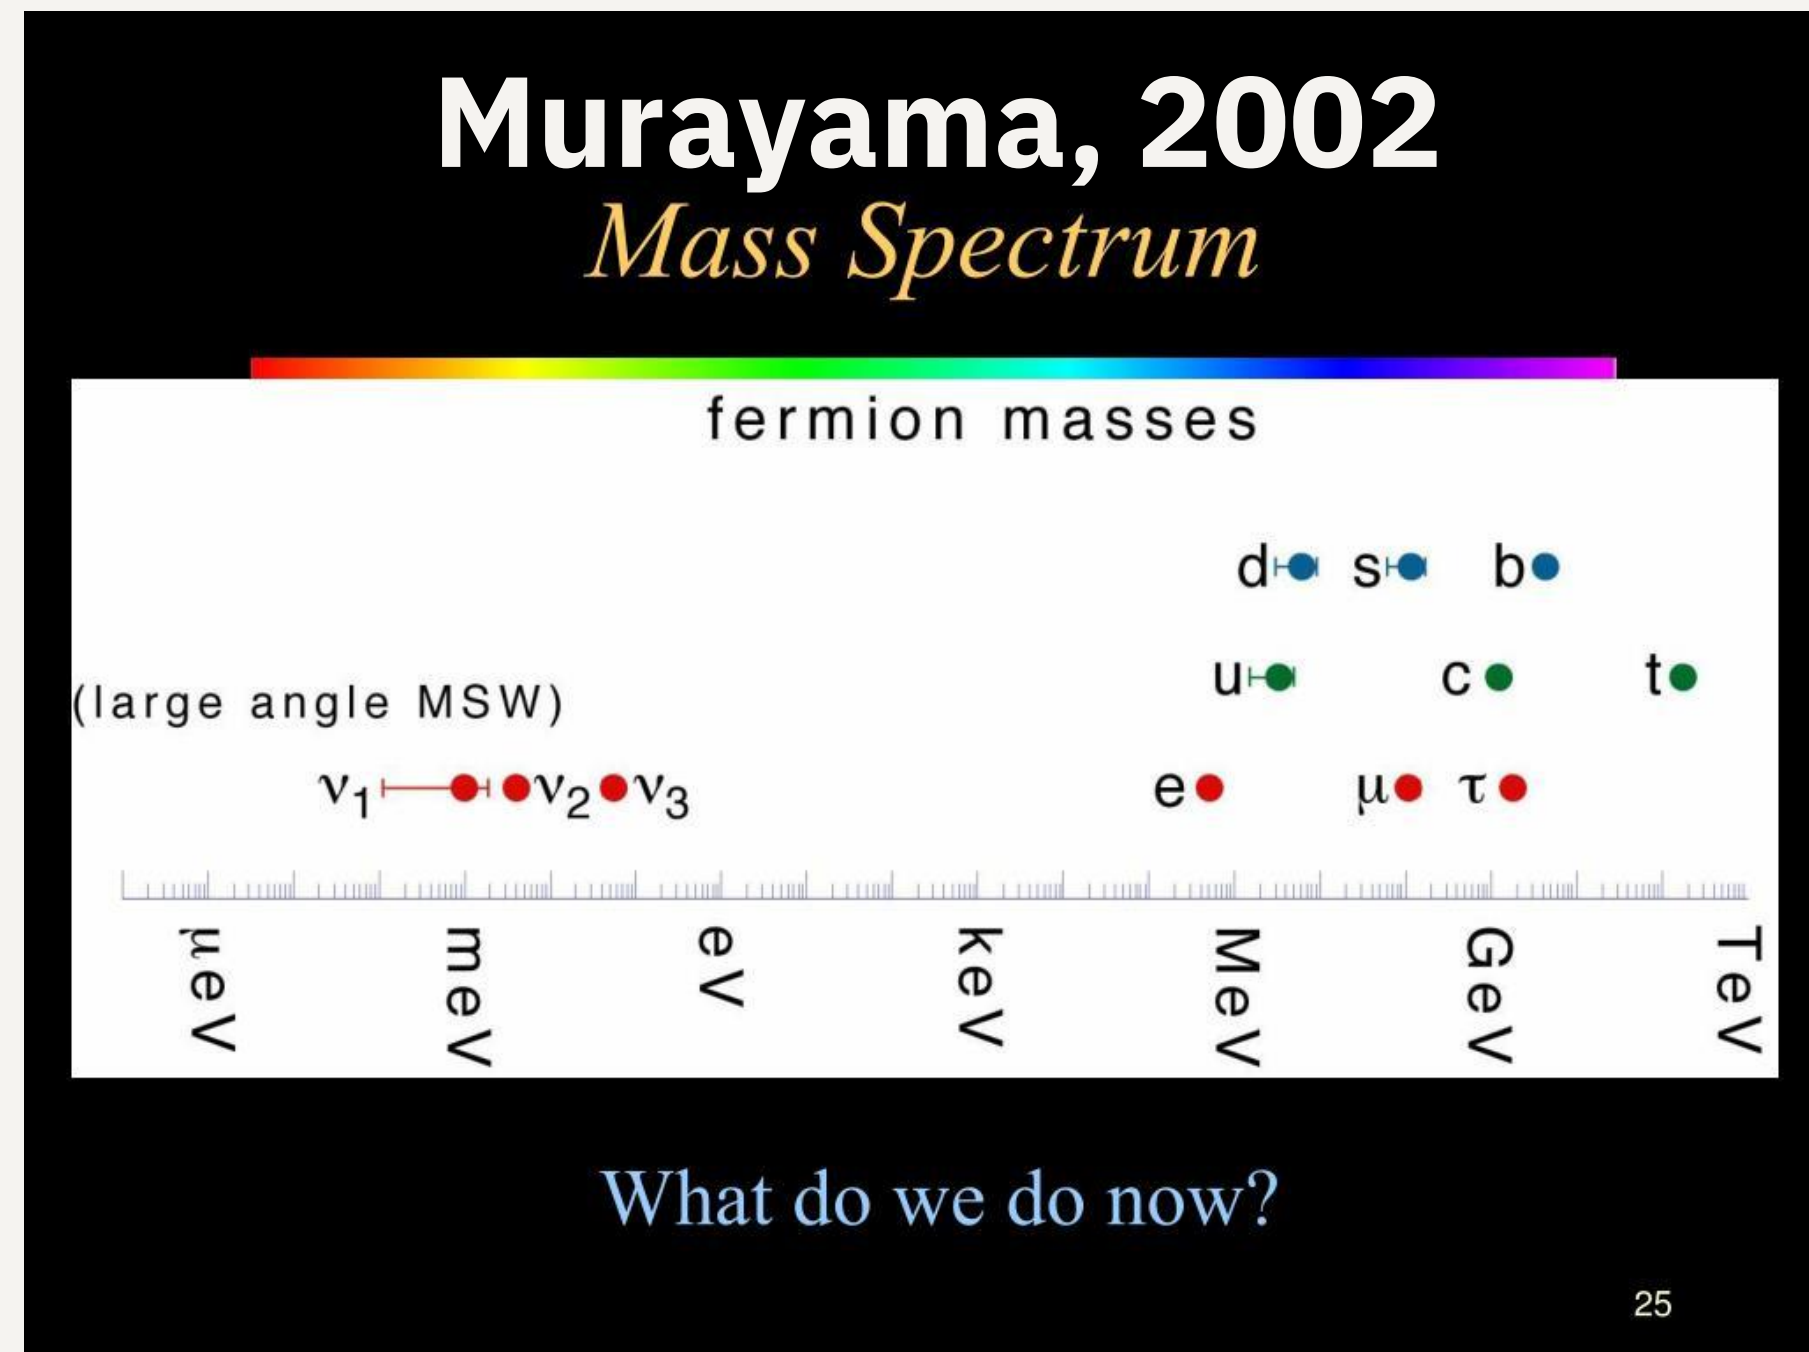 Murayama, 2002
Mass Spectrum
fermion masses
d s b
u c t
(large angle MSW)
ν1 ν2 ν3 e μ τ
μeV meV eV keV MeV GeV TeV
What do we do now?
25